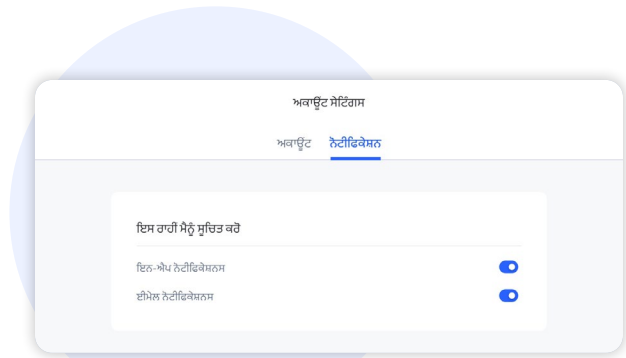 ਅਕਾਊਂਟ ਸੇਟਿੰਗਸ
ਅਕਾਊਂਟ ਨੋਟੀਫਿਕੇਸ਼ਨ
ਇਸ ਰਾਹੀਂ ਮੈਨੂੰ ਸੂਚਿਤ ਕਰੋ
ਇਨ-ਐਪ ਨੋਟੀਫਿਕੇਸ਼ਨਸ
ਈਮੇਲ ਨੋਟੀਫਿਕੇਸ਼ਨਸ